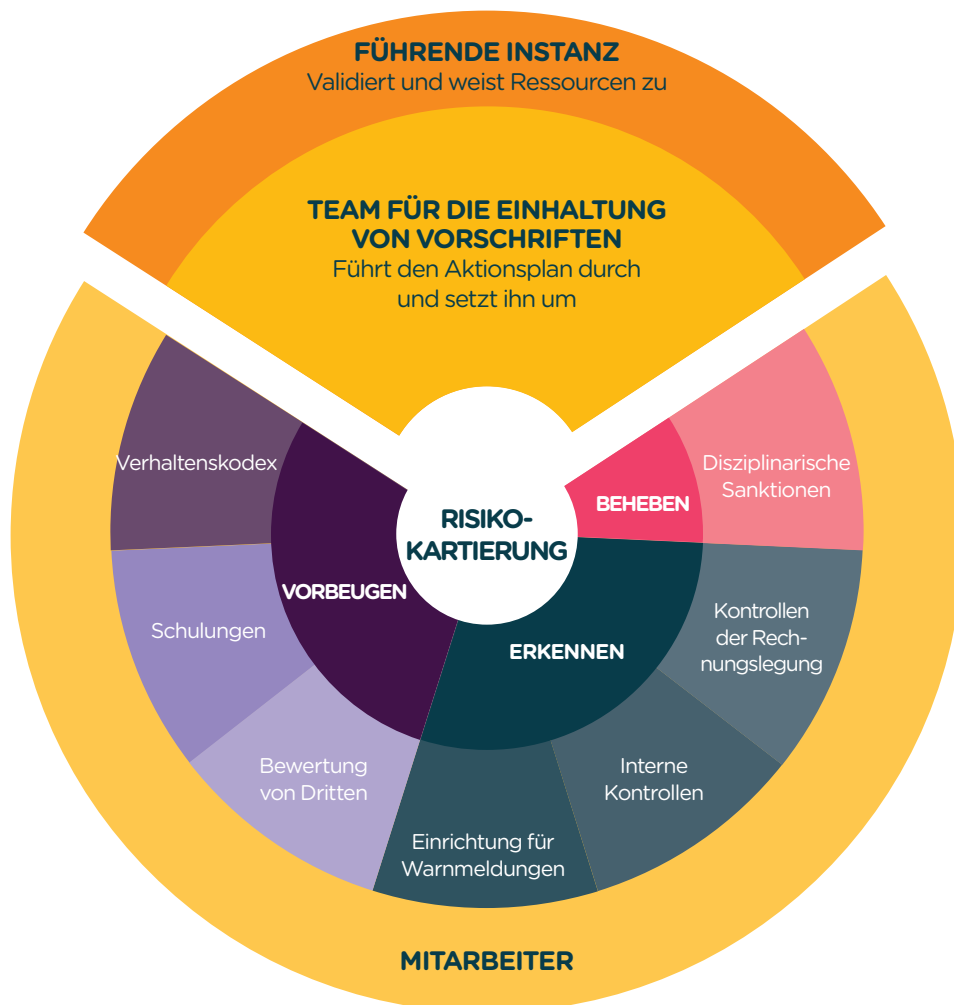 FÜHRENDE INSTANZ
Validiert und weist Ressourcen zu
TEAM FÜR DIE EINHALTUNG
VON VORSCHRIFTEN
Führt den Aktionsplan durch
und setzt ihn um
Verhaltenskodex
Disziplinarische
Sanktionen
BEHEBEN
RISIKO-
KARTIERUNG
VORBEUGEN
Schulungen
ERKENNEN
Kontrollen
der Rech-
nungslegung
Bewertung
von Dritten
Interne
Kontrollen
Einrichtung für
Warnmeldungen
MITARBEITER